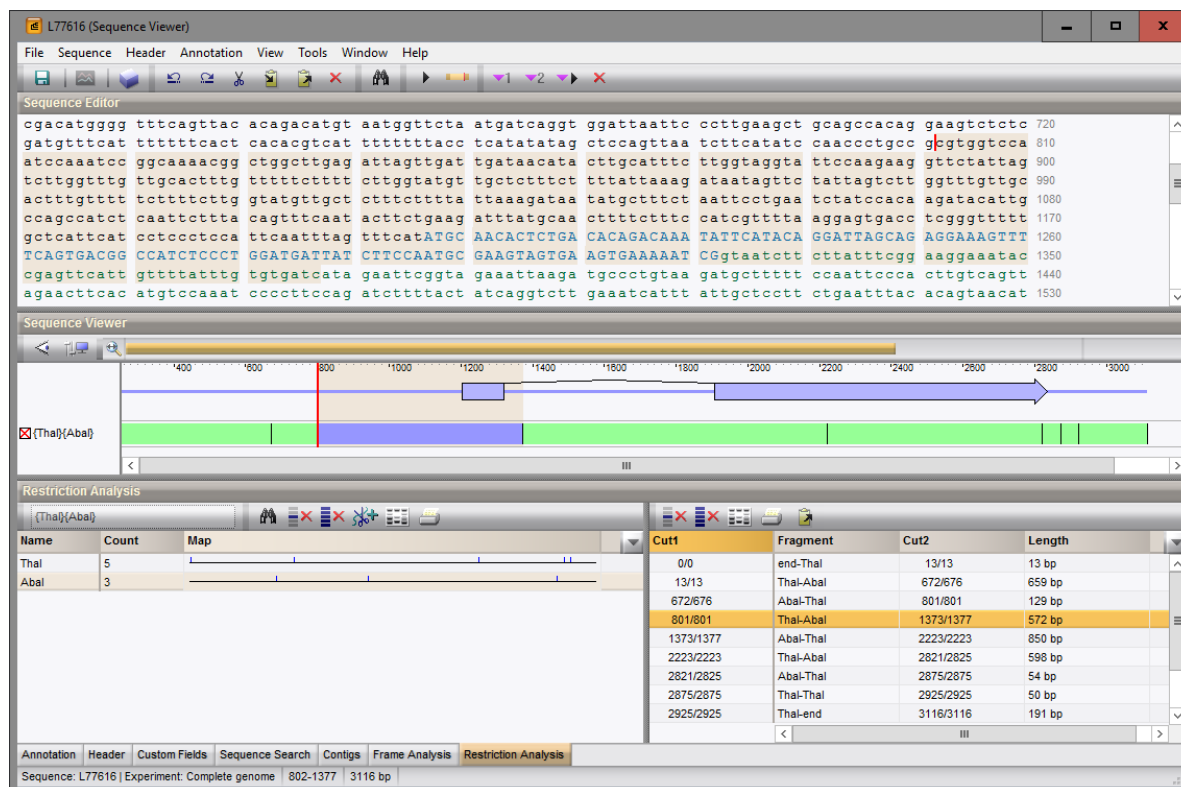 L77616 (Sequence Viewer)
File Sequence Header Annotation View Tools Window Help
1 2
Sequence Editor
cgacatgggg tttcagttac acagacatgt aatggttcta atgatcaggt ggattaattc ccttgaagct gcagccacag gaagtctctc 720
gatgtttcat ttttttcact cacacgtcat tttttttacc tcatatatag ctccagttaa tcttcatatc caaccctgcc gcgtggtcca 810
atccaaatcc ggcaaaacgg ctggcttgag attagttgat tgataacata cttgcatttc ttggtaggta ttccaagaag gttctattag 900
tcttggtttg ttgcactttg tttttctttt cttggtatgt tgctctttct tttattaaag ataatagttc tattagtctt ggtttgttgc 990
actttgtttt tcttttcttg gtatgttgct ctttcttttta ttaaagataa tatgctttct aattcctgaa tctatccaca agatacattg 1080
ccagccatct caattcttta cagtttcaat acttctgaag atttatgcaa cttttctttc catcgtttta aggagtgacc tcgggttttt 1170
gctcattcat cctccctcca ttcaatttag tttcatATGC AACACTCTGA CACAGACAAA TATTCATACA GGATTAGCAG AGGAAAGTTT 1260
TCAGTGACGG CCATCTCCCT GGATGATTAT CTTCCAATGC GAAGTAGTGA AGTGAAAAAT CGgtaatctt cttatttcgg aaggaaatac 1350
cgagttcatt gttttatttg tgtgatcata gaattcggta gaaattaaga tgccctgtaa gatgcttttt ccaattccca cttgtcagtt 1440
agaacttcac atgtccaaat ccccttccag atcttttact atcaggtctt gaaatcattt attgctcctt ctgaatttac acagtaacat 1530
Sequence Viewer
'400 '600 '800 '1000 '1200 '1400 '1600 '1800 '2000 '2200 '2400 '2600 '2800 '3000
{ThaI}{AbaI}
Restriction Analysis
{ThaI}{AbaI}
Name Count Map
ThaI 5
AbaI 3
Cut1 Fragment Cut2 Length
0/0 end-ThaI 13/13 13 bp
13/13 ThaI-AbaI 672/676 659 bp
672/676 AbaI-ThaI 801/801 129 bp
801/801 ThaI-AbaI 1373/1377 572 bp
1373/1377 AbaI-ThaI 2223/2223 850 bp
2223/2223 ThaI-AbaI 2821/2825 598 bp
2821/2825 AbaI-ThaI 2875/2875 54 bp
2875/2875 ThaI-ThaI 2925/2925 50 bp
2925/2925 ThaI-end 3116/3116 191 bp
Annotation Header Custom Fields Sequence Search Contigs Frame Analysis Restriction Analysis
Sequence: L77616 | Experiment: Complete genome 802-1377 3116 bp